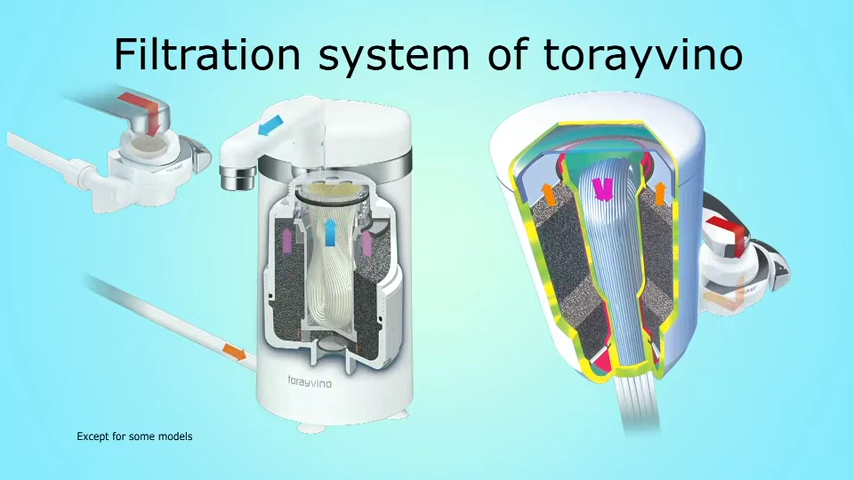 Filtration system of torayvino
torayvino
Except for some models